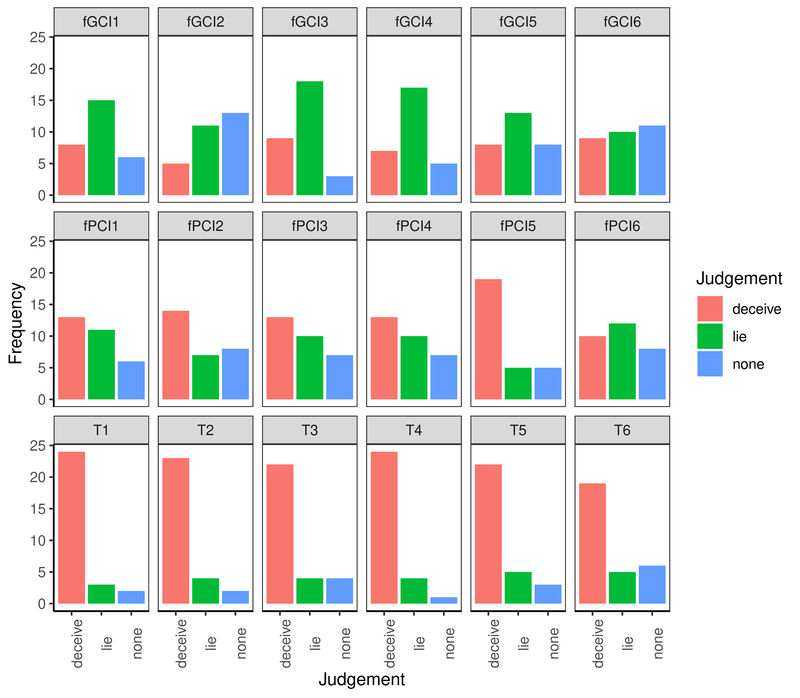 fGCI1 fGCI2 fGCI3 fGCI4 fGCI5 fGCI6
25
20
15
10
5
0
fPCI1 fPCI2 fPCI3 fPCI4 fPCI5 fPCI6
25
20
15
10
5
0
T1 T2 T3 T4 T5 T6
25
20
15
10
5
0
deceive lie none deceive lie none deceive lie none deceive lie none deceive lie none deceive lie none
Judgement
Frequency
Judgement
deceive
lie
none